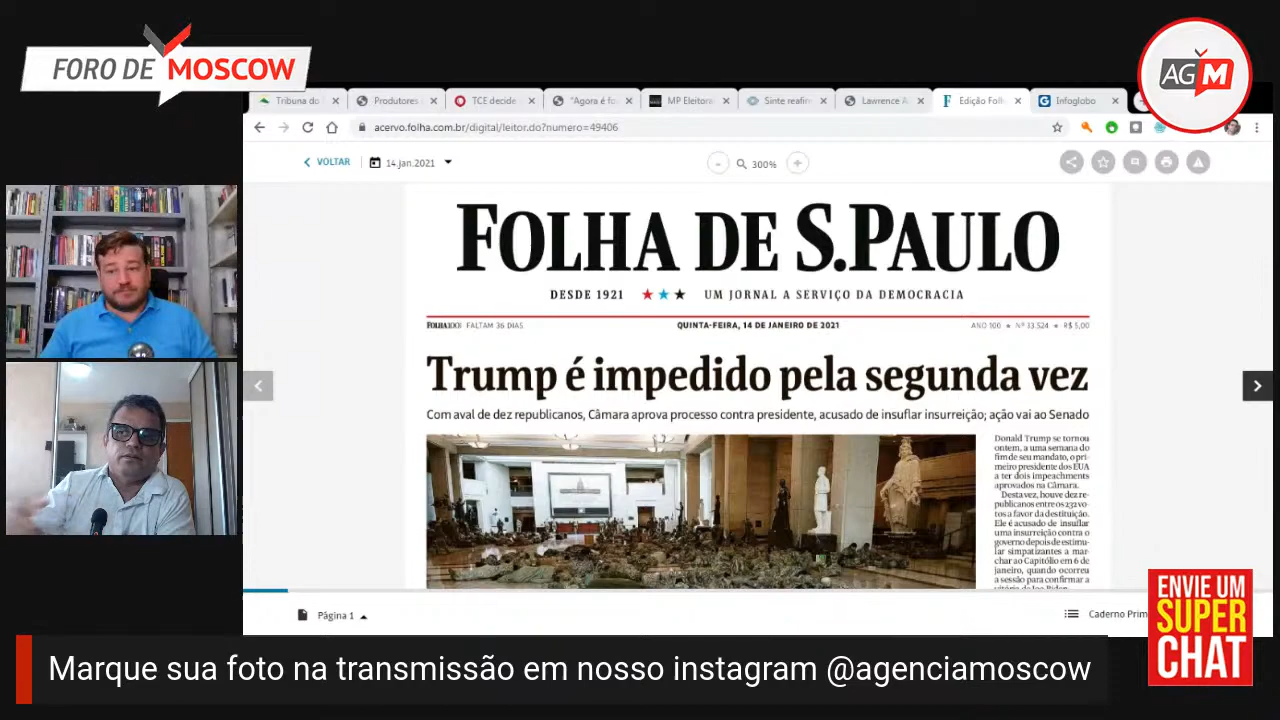 FORO DE MOSCOW
AGM
Tribuna do
Produtores
TCE decide
"Agora é fo
MP Eleitora
Sinte reafir
Lawrence A
Edição Folh
Infoglobo
acervo.folha.com.br/digital/leitor.do?numero=49406
VOLTAR
14.jan.2021
300%
FOLHA DE S.PAULO
DESDE 1921 ★ ★ ★ UM JORNAL A SERVIÇO DA DEMOCRACIA
FOLHA100 FALTAM 36 DIAS
QUINTA-FEIRA, 14 DE JANEIRO DE 2021
ANO 100 • Nº 33.524 • R$ 5,00
Trump é impedido pela segunda vez
Com aval de dez republicanos, Câmara aprova processo contra presidente, acusado de insuflar insurreição; ação vai ao Senado
Donald Trump se tornou
ontem, a uma semana do
fim de seu mandato, o pri-
meiro presidente dos EUA
a ter dois impeachments
aprovados na Câmara.
Desta vez, houve dez re-
publicanos entre os 232 vo-
tos a favor da destituição.
Ele é acusado de insuflar
uma insurreição contra o
governo depois de estimu-
lar simpatizantes a mar-
char ao Capitólio em 6 de
janeiro, quando ocorreu
a sessão para confirmar a
vitória de Joe Biden
Página 1
Caderno Prim
ENVIE UM
SUPER
CHAT
Marque sua foto na transmissão em nosso instagram @agenciamoscow